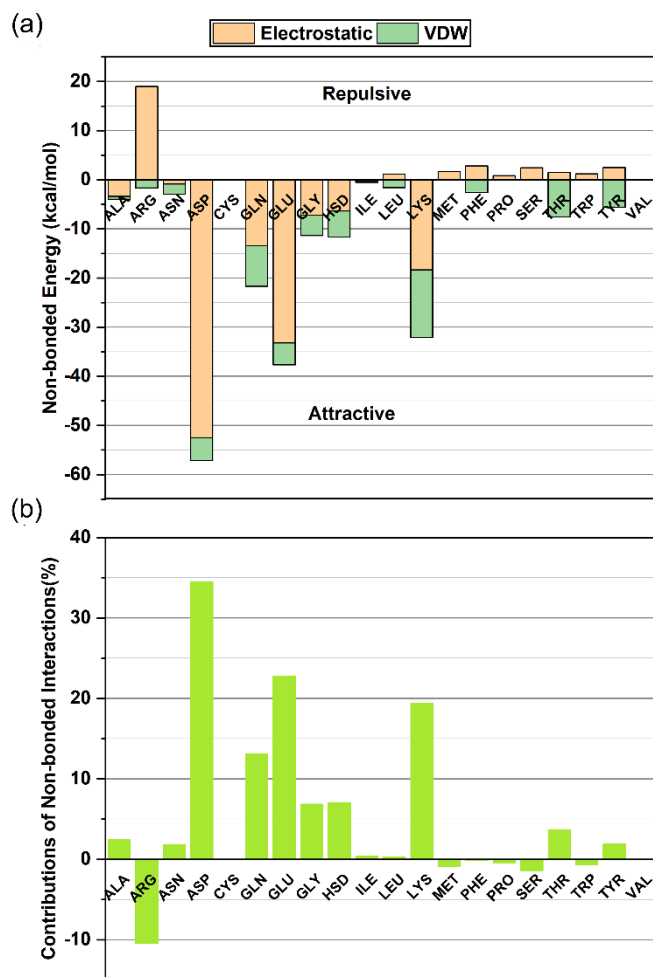 (a)
Electrostatic VDW
Repulsive
Attractive
Non-bonded Energy (kcal/mol)
20
10
0
-10
-20
-30
-40
-50
-60
ALA ARG ASN ASP CYS GLN GLU GLY HSD ILE LEU LYS MET PHE PRO SER THR TRP TYR VAL
(b)
Contributions of Non-bonded Interactions(%)
40
30
20
10
0
-10
ALA ARG ASN ASP CYS GLN GLU GLY HSD ILE LEU LYS MET PHE PRO SER THR TRP TYR VAL